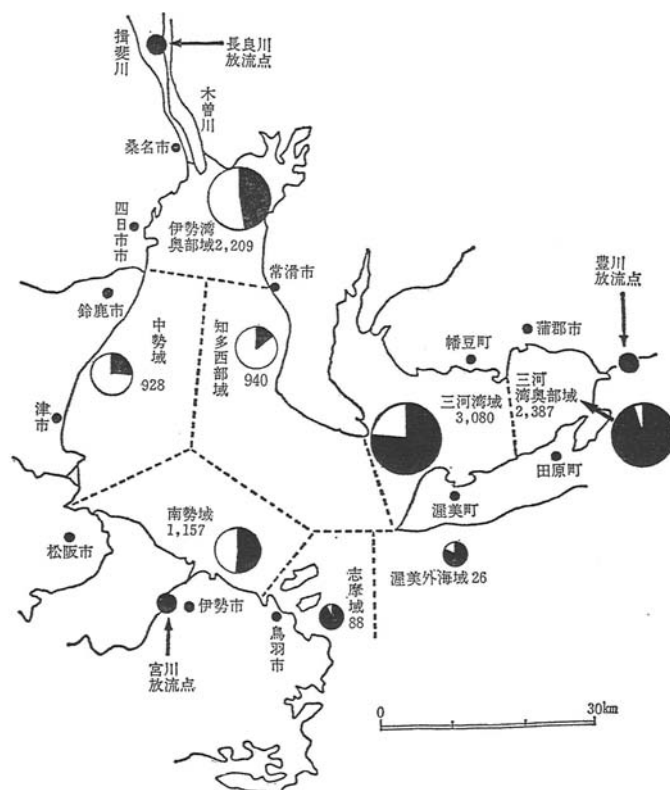 揖斐川
長良川
放流点
木曽川
桑名市
四日市市
伊勢湾
奥部域2,209
常滑市
鈴鹿市
中勢域
928
知多西部域
940
豊川
放流点
蒲郡市
幡豆町
三河湾域
3,080
三河
湾奥部域
2,387
津市
田原町
渥美町
南勢域
1,157
松阪市
渥美外海域 26
志摩域
88
伊勢市
鳥羽市
宮川
放流点
0
30km